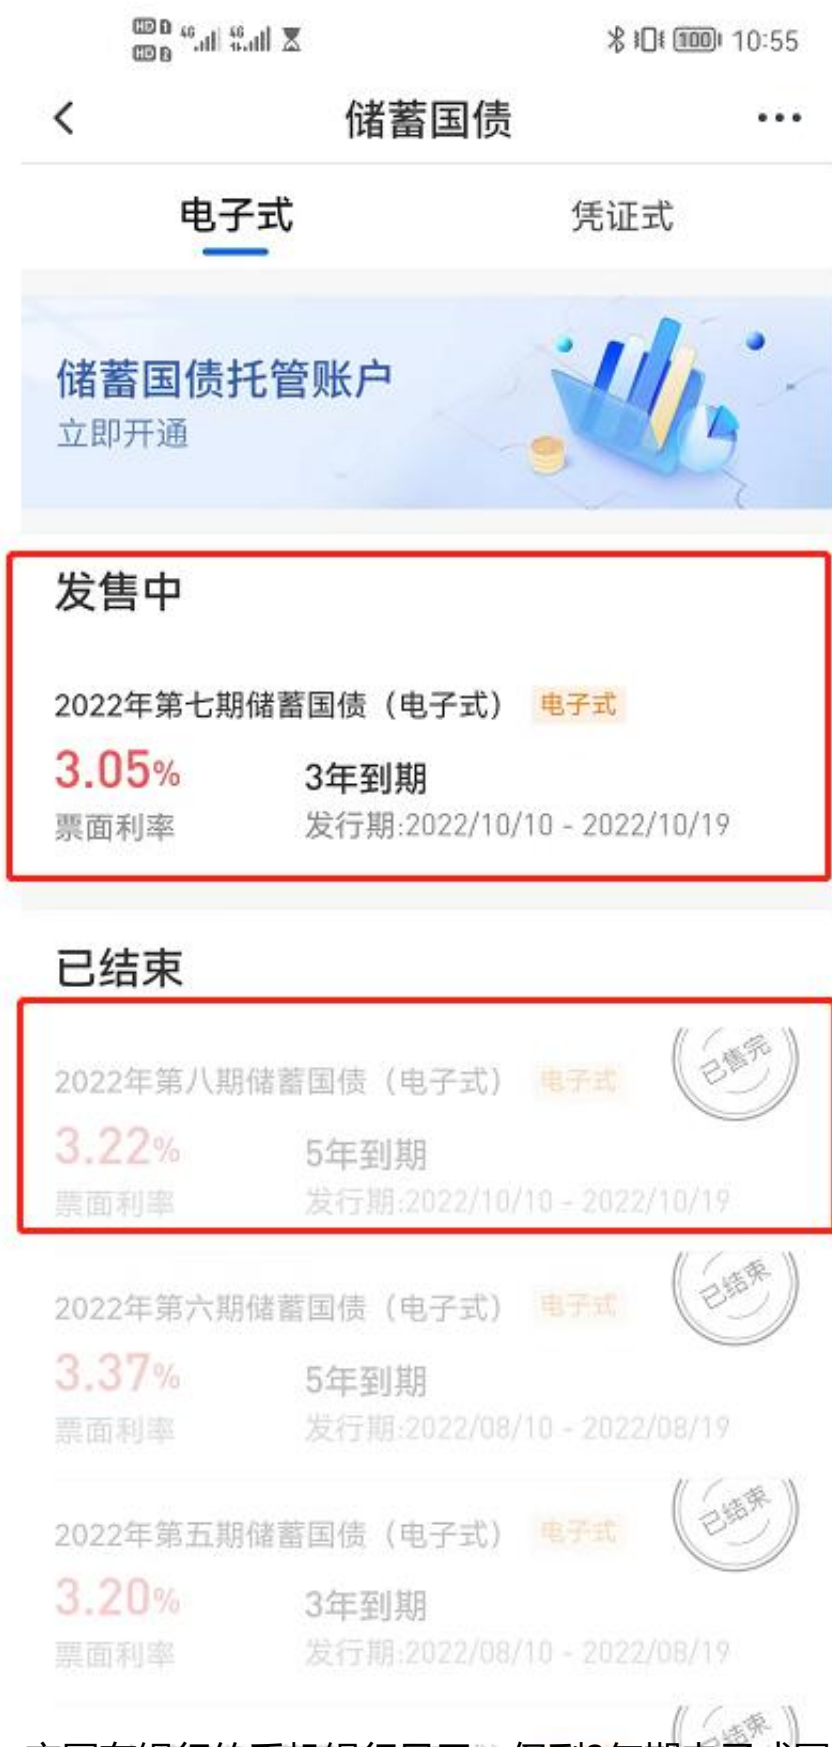 HD 1 4G 4G 100 10:55
HD 2
储蓄国债
电子式 凭证式
储蓄国债托管账户
立即开通
发售中
2022年第七期储蓄国债（电子式） 电子式
3.05% 3年到期
票面利率 发行期:2022/10/10 - 2022/10/19
已结束
已售完
2022年第八期储蓄国债（电子式） 电子式
3.22% 5年到期
票面利率 发行期:2022/10/10 - 2022/10/19
已结束
2022年第六期储蓄国债（电子式） 电子式
3.37% 5年到期
票面利率 发行期:2022/08/10 - 2022/08/19
已结束
2022年第五期储蓄国债（电子式） 电子式
3.20% 3年到期
票面利率 发行期:2022/08/10 - 2022/08/19
结束